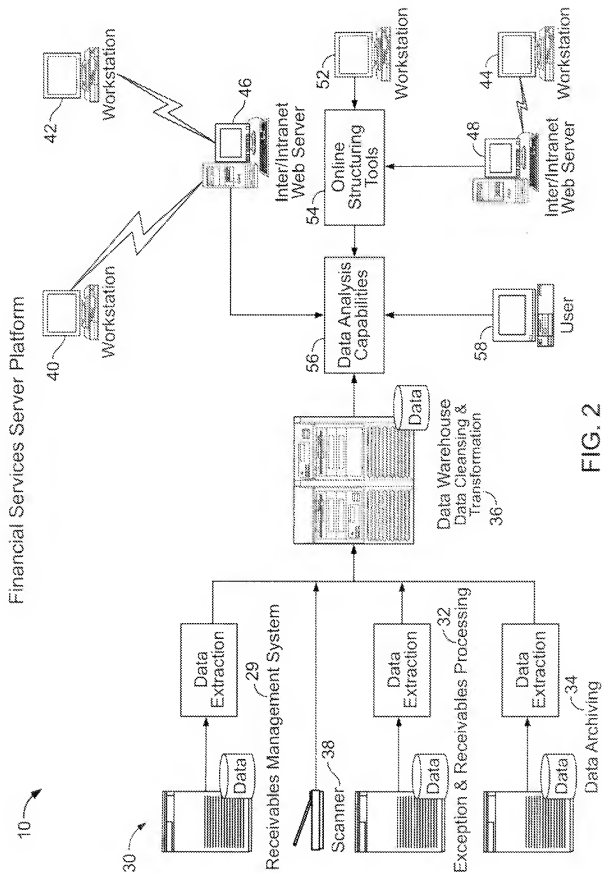 Financial Services Server Platform
10
30
Data
Data
Extraction
29
Receivables Management System
38
Scanner
Data
Data
Extraction
32
Exception & Receivables Processing
Data
Data
Extraction
34
Data Archiving
Data
Data Warehouse
Data Cleansing &
Transformation
36
40
Workstation
42
Workstation
46
Inter/Intranet
Web Server
56
Data Analysis
Capabilities
54
Online
Structuring
Tools
52
Workstation
58
User
48
Inter/Intranet
Web Server
44
Workstation
FIG. 2